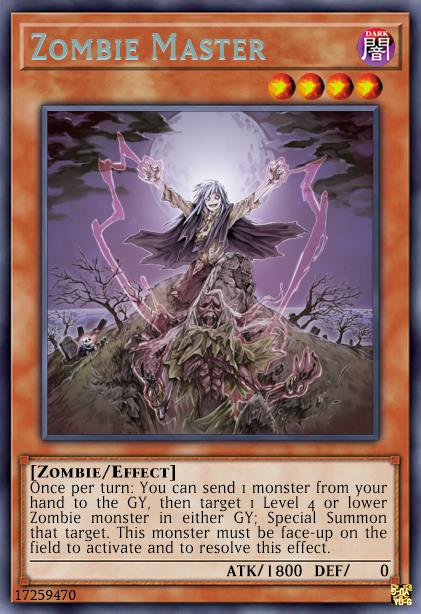 ZOMBIE MASTER
DARK
闇
[ZOMBIE/EFFECT]
Once per turn: You can send 1 monster from your
hand to the GY, then target 1 Level 4 or lower
Zombie monster in either GY; Special Summon
that target. This monster must be face-up on the
field to activate and to resolve this effect.
ATK/1800 DEF/ 0
17259470